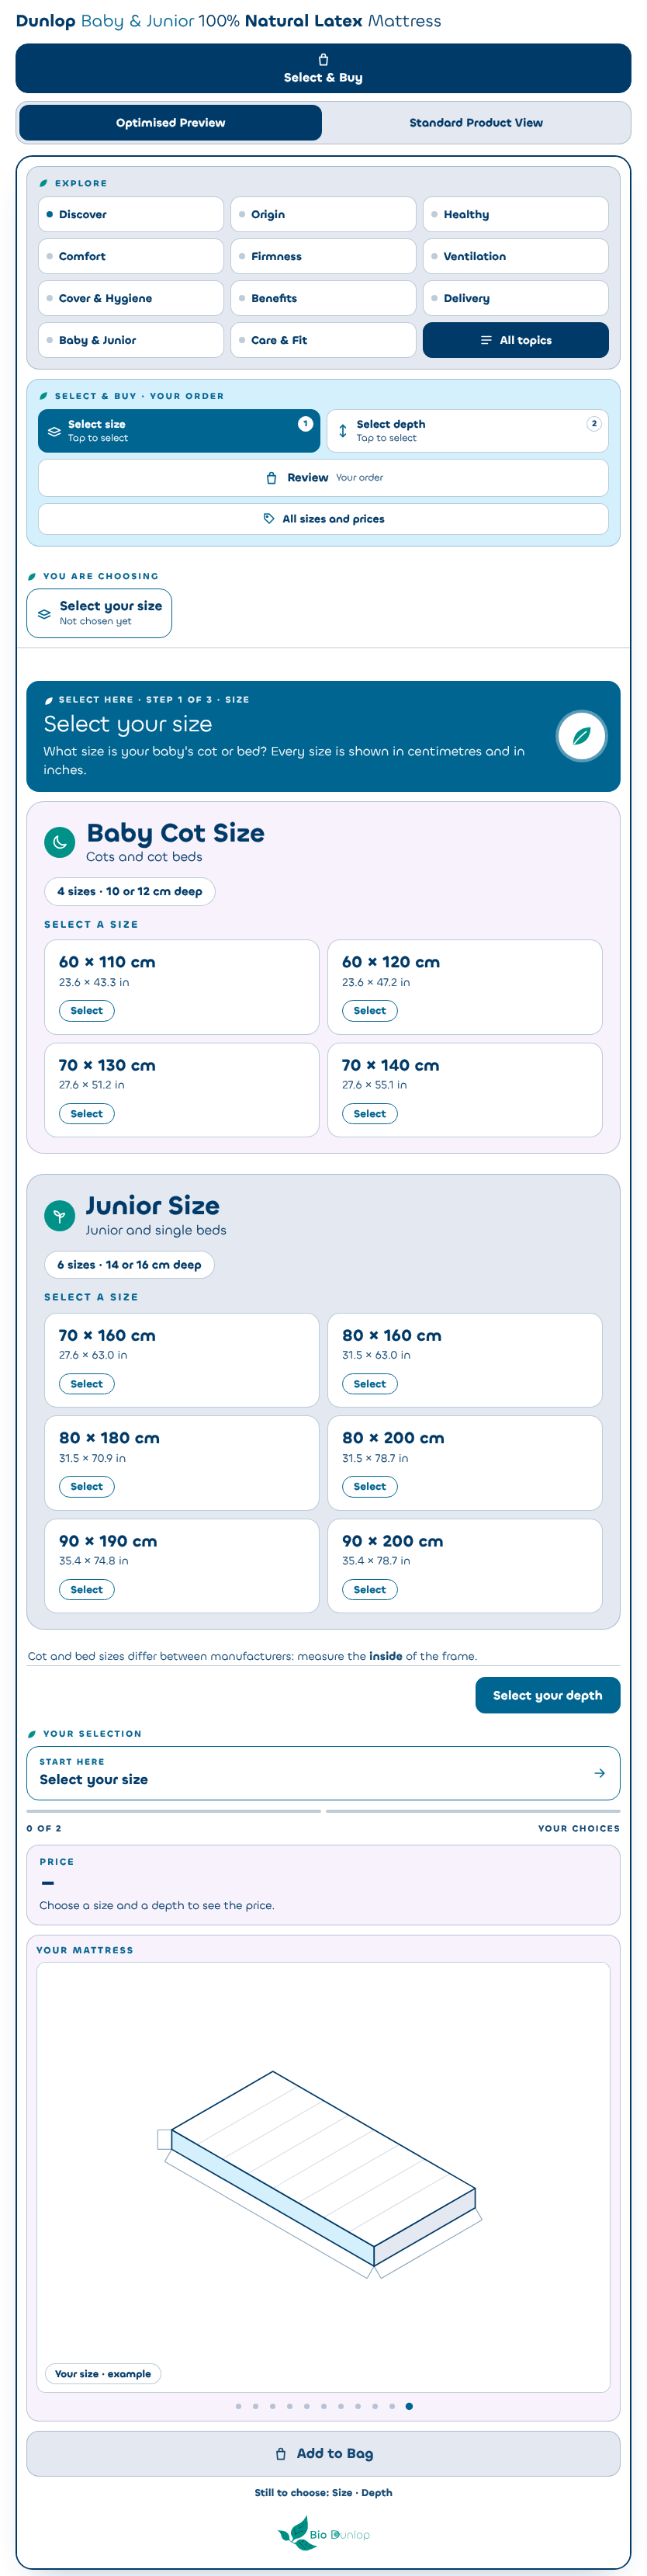 Dunlop Baby & Junior 100% Natural Latex Mattress
Select & Buy
Optimised Preview
Standard Product View
EXPLORE
Discover
Origin
Healthy
Comfort
Firmness
Ventilation
Cover & Hygiene
Benefits
Delivery
Baby & Junior
Care & Fit
All topics
SELECT & BUY · YOUR ORDER
Select size
Tap to select
1
Select depth
Tap to select
2
Review Your order
All sizes and prices
YOU ARE CHOOSING
Select your size
Not chosen yet
SELECT HERE · STEP 1 OF 3 · SIZE
Select your size
What size is your baby's cot or bed? Every size is shown in centimetres and in
inches.
Baby Cot Size
Cots and cot beds
4 sizes · 10 or 12 cm deep
SELECT A SIZE
60 × 110 cm
23.6 × 43.3 in
Select
60 × 120 cm
23.6 × 47.2 in
Select
70 × 130 cm
27.6 × 51.2 in
Select
70 × 140 cm
27.6 × 55.1 in
Select
Junior Size
Junior and single beds
6 sizes · 14 or 16 cm deep
SELECT A SIZE
70 × 160 cm
27.6 × 63.0 in
Select
80 × 160 cm
31.5 × 63.0 in
Select
80 × 180 cm
31.5 × 70.9 in
Select
80 × 200 cm
31.5 × 78.7 in
Select
90 × 190 cm
35.4 × 74.8 in
Select
90 × 200 cm
35.4 × 78.7 in
Select
Cot and bed sizes differ between manufacturers: measure the inside of the frame.
Select your depth
YOUR SELECTION
START HERE
Select your size
0 OF 2
YOUR CHOICES
PRICE
–
Choose a size and a depth to see the price.
YOUR MATTRESS
Your size · example
Add to Bag
Still to choose: Size · Depth
Bio Dunlop